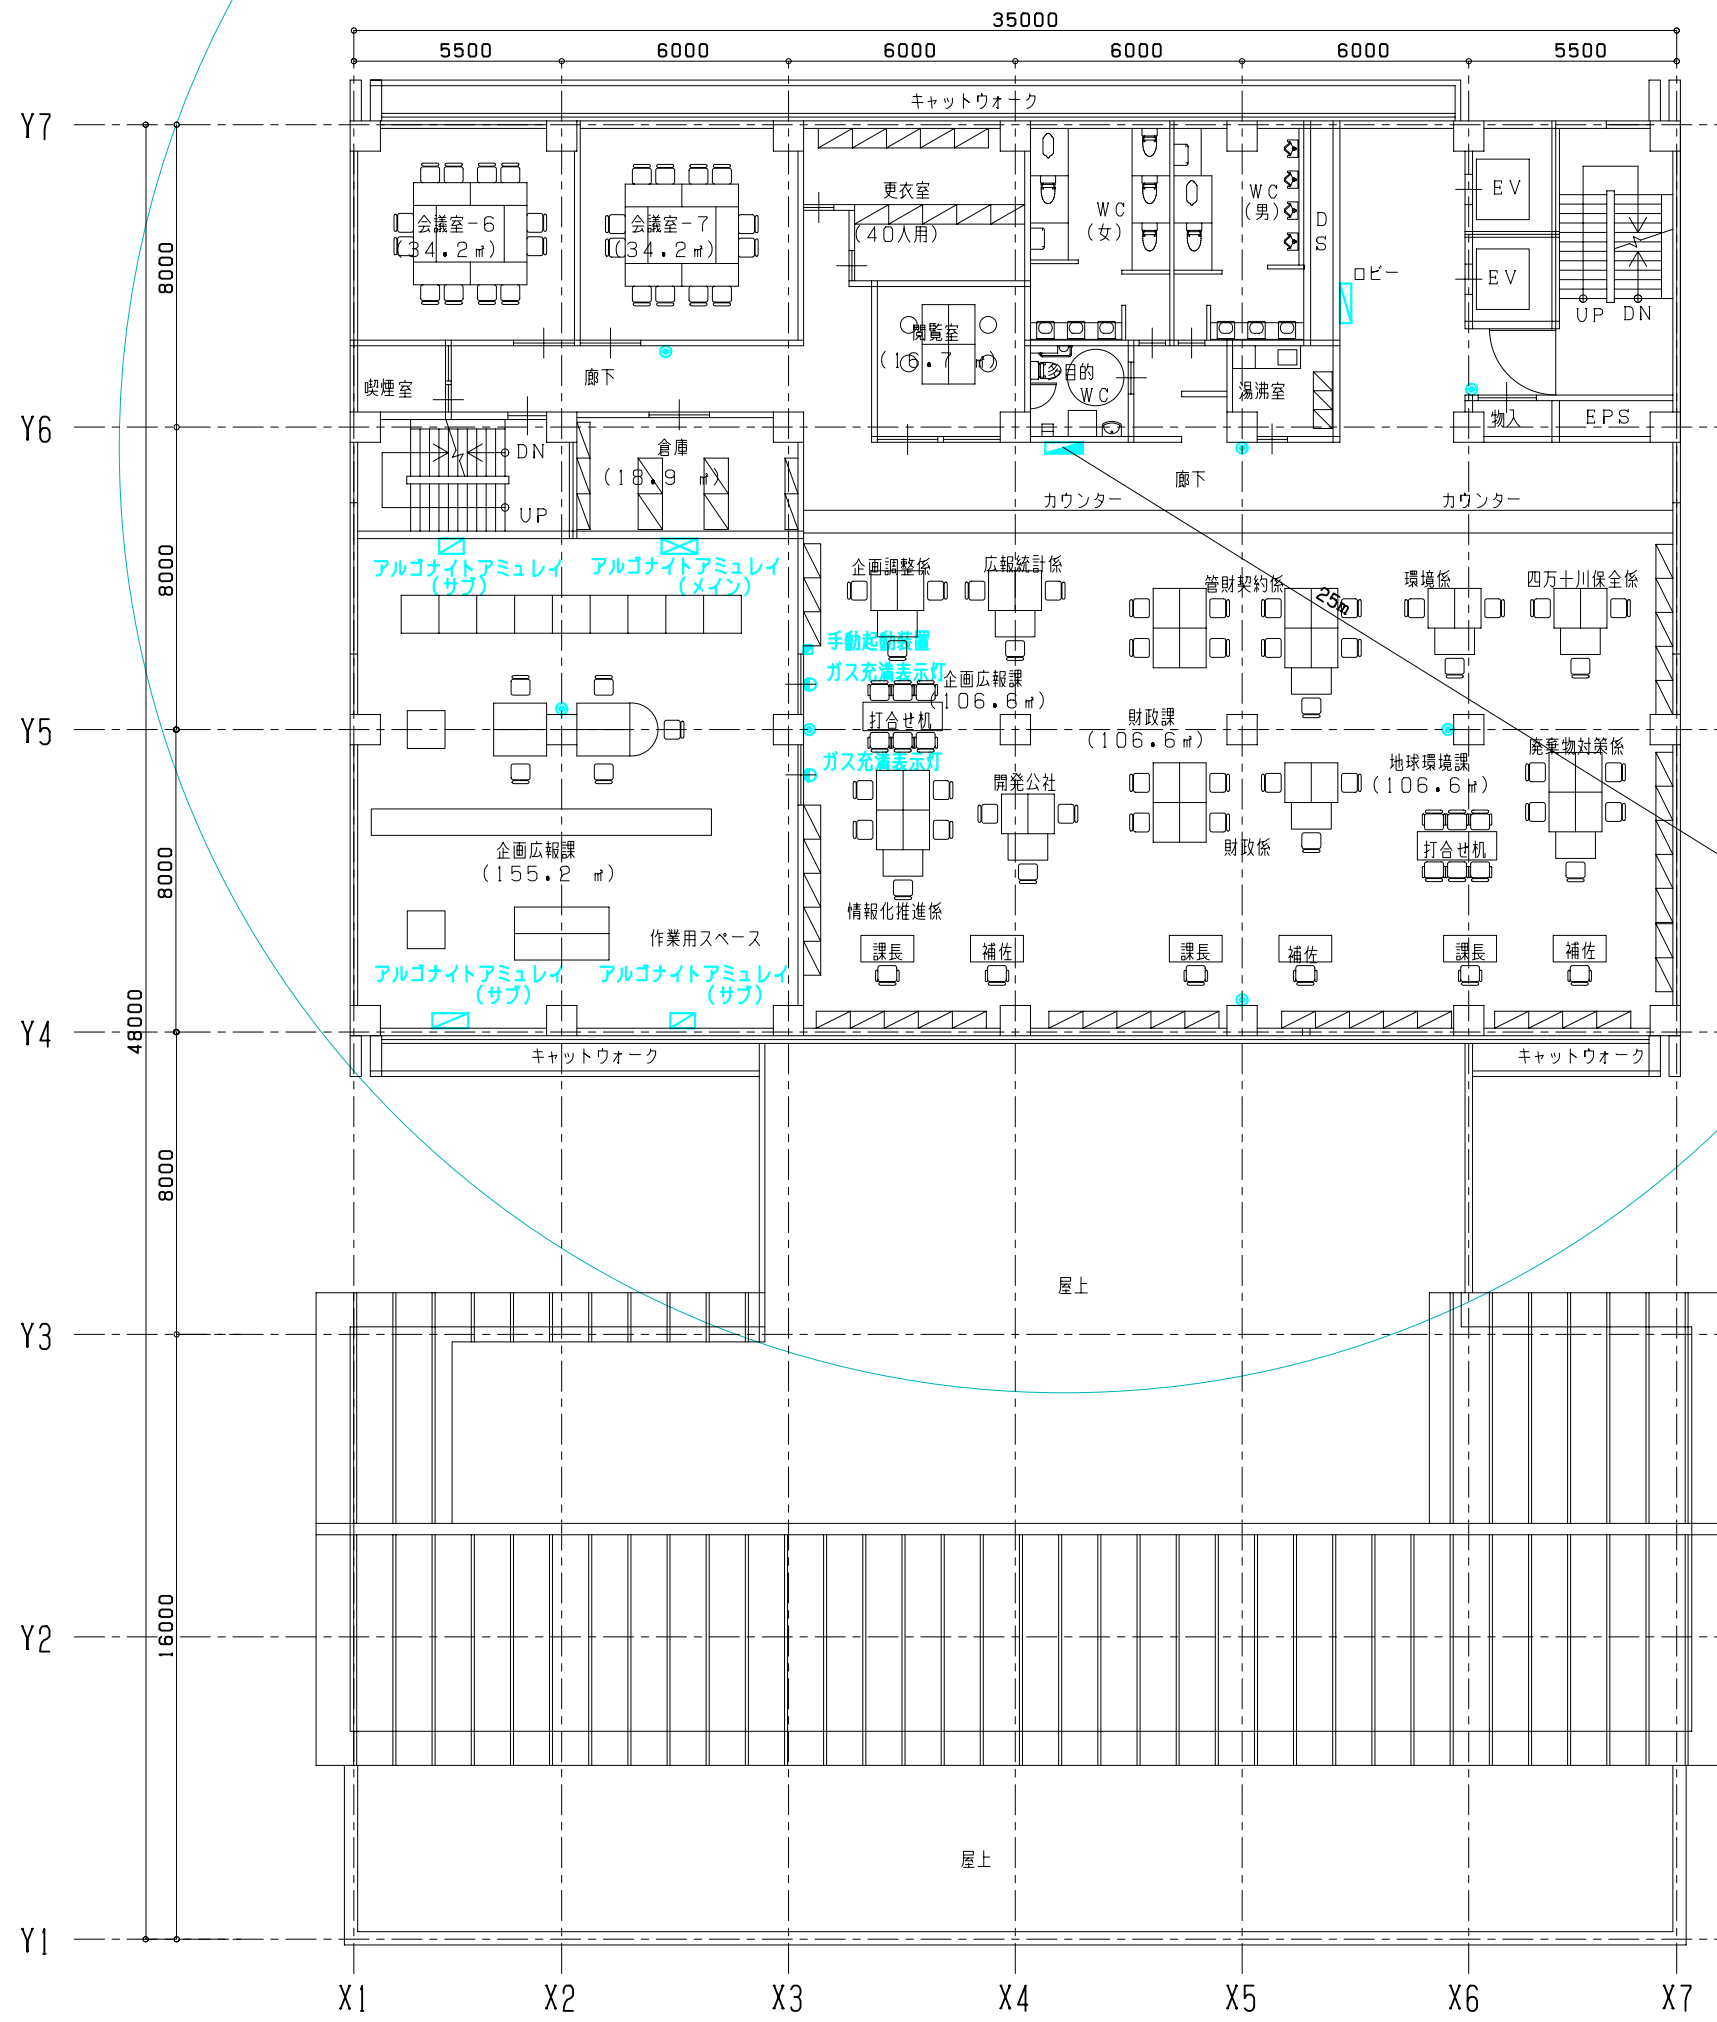 35000
5500
6000
6000
6000
6000
5500
キャットウォーク
Y7
更衣室
(40人用)
会議室-6
(34.2㎡)
会議室-7
(34.2㎡)
WC
(女)
WC
(男)
DS
ロビー
EV
EV
UP
DN
8000
閲覧室
(16.7 ㎡)
喫煙室
廊下
多目的
WC
湯沸室
物入
EPS
Y6
DN
UP
倉庫
(18.9 ㎡)
廊下
カウンター
カウンター
アルゴナイトアミュレイ
(サブ)
アルゴナイトアミュレイ
(メイン)
8000
企画調整係
広報統計係
管財契約係
25m
環境係
四万十川保全係
手動起動装置
ガス充満表示灯
企画広報課
(106.6㎡)
打合せ机
財政課
(106.6㎡)
Y5
ガス充満表示灯
開発公社
地球環境課
(106.6㎡)
廃棄物対策係
8000
企画広報課
(155.2 ㎡)
財政係
打合せ机
情報化推進係
作業用スペース
課長
補佐
課長
補佐
課長
補佐
アルゴナイトアミュレイ
(サブ)
アルゴナイトアミュレイ
(サブ)
48000
Y4
キャットウォーク
キャットウォーク
8000
屋上
Y3
16000
Y2
屋上
Y1
X1
X2
X3
X4
X5
X6
X7